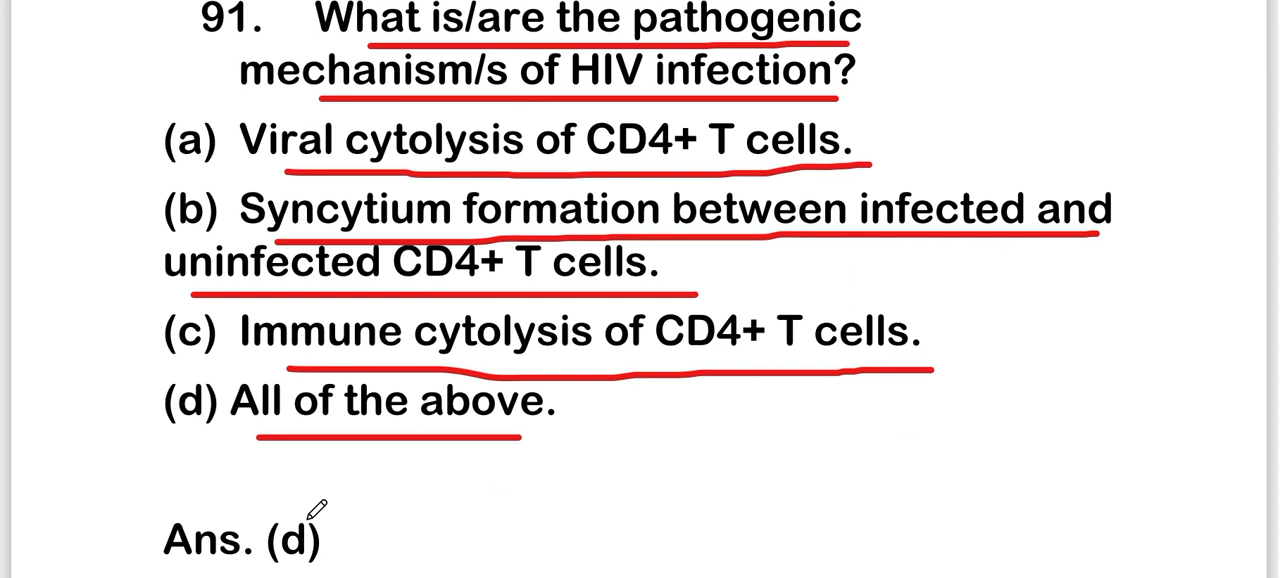 91. What is/are the pathogenic
mechanism/s of HIV infection?
(a) Viral cytolysis of CD4+ T cells.
(b) Syncytium formation between infected and
uninfected CD4+ T cells.
(c) Immune cytolysis of CD4+ T cells.
(d) All of the above.
Ans. (d)